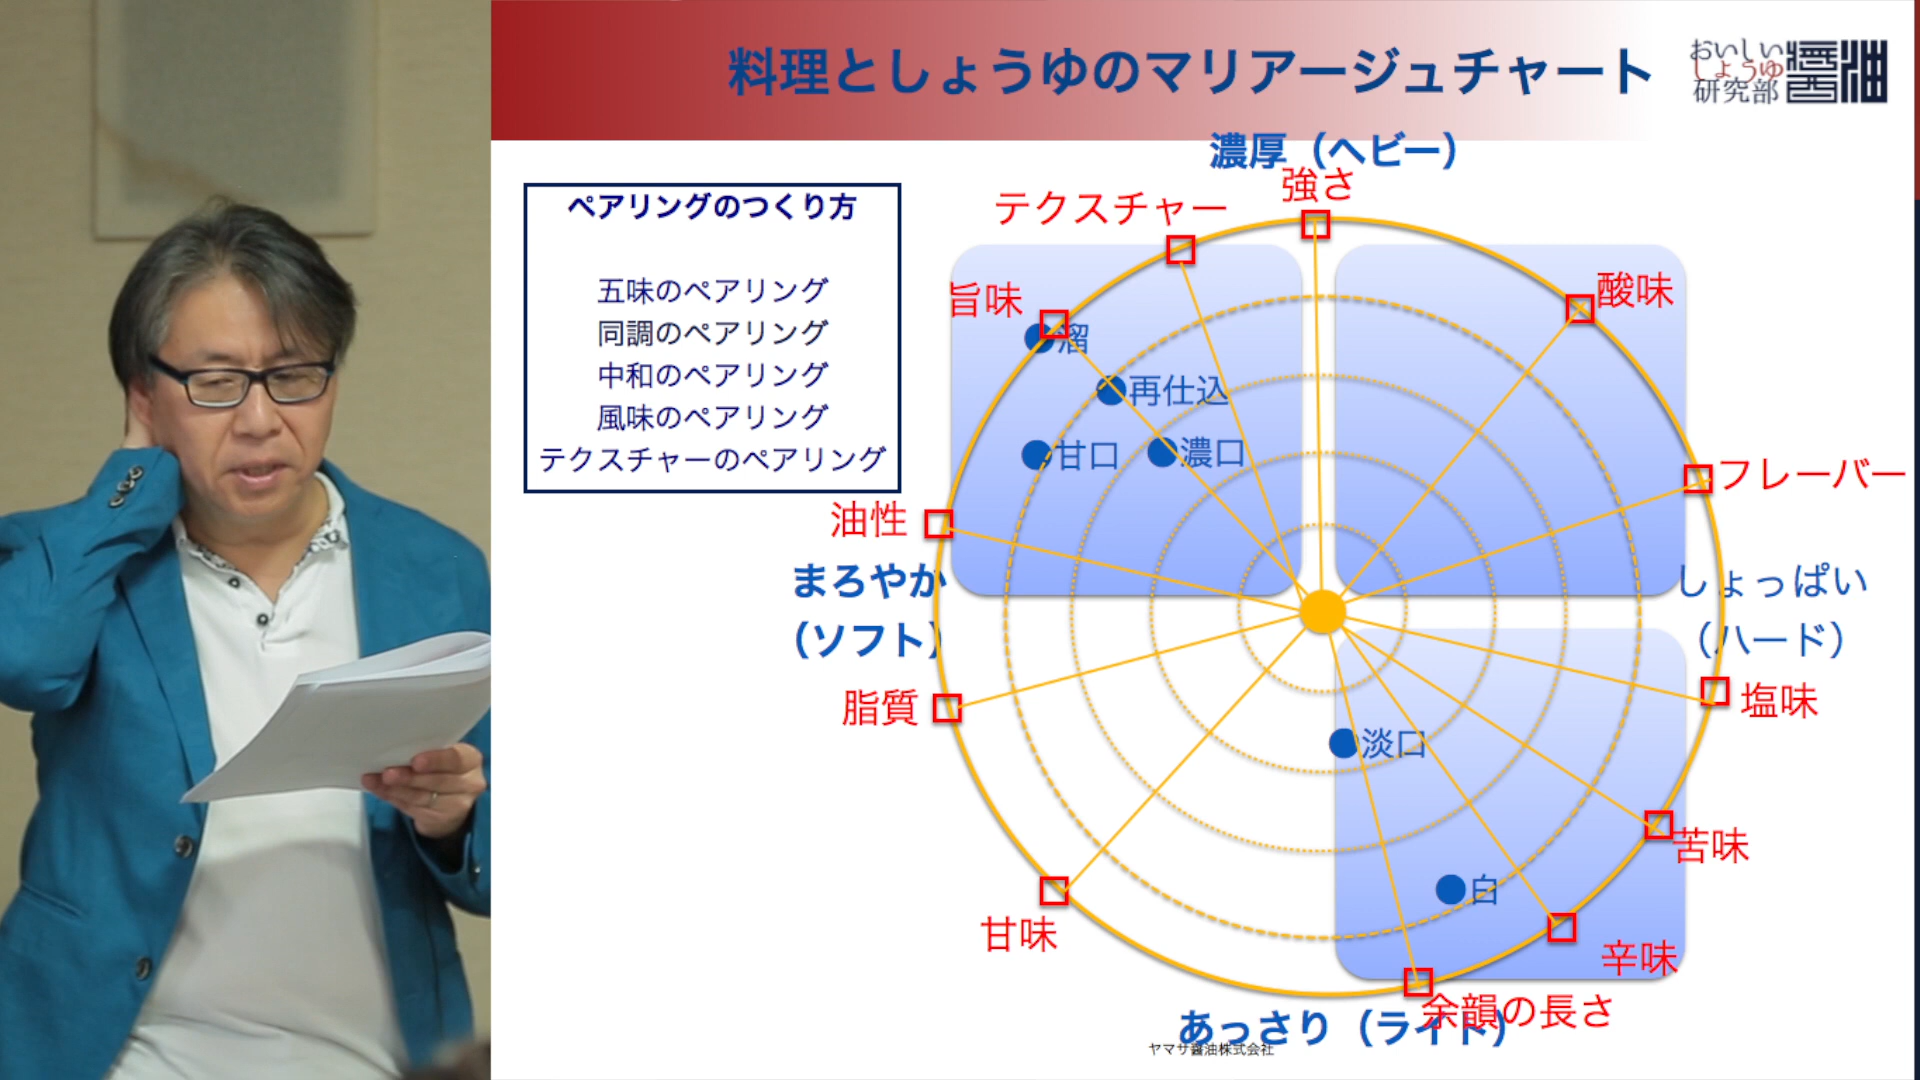 料理としょうゆのマリアージュチャート
おいしい
しょうゆ
研究部
醤油
濃厚（ヘビー）
ペアリングのつくり方
五味のペアリング
同調のペアリング
中和のペアリング
風味のペアリング
テクスチャーのペアリング
強さ
テクスチャー
旨味
酸味
溜
再仕込
甘口
濃口
フレーバー
油性
まろやか
（ソフト）
しょっぱい
（ハード）
脂質
塩味
淡口
苦味
白
甘味
辛味
余韻の長さ
あっさり（ライト）
ヤマサ醤油株式会社